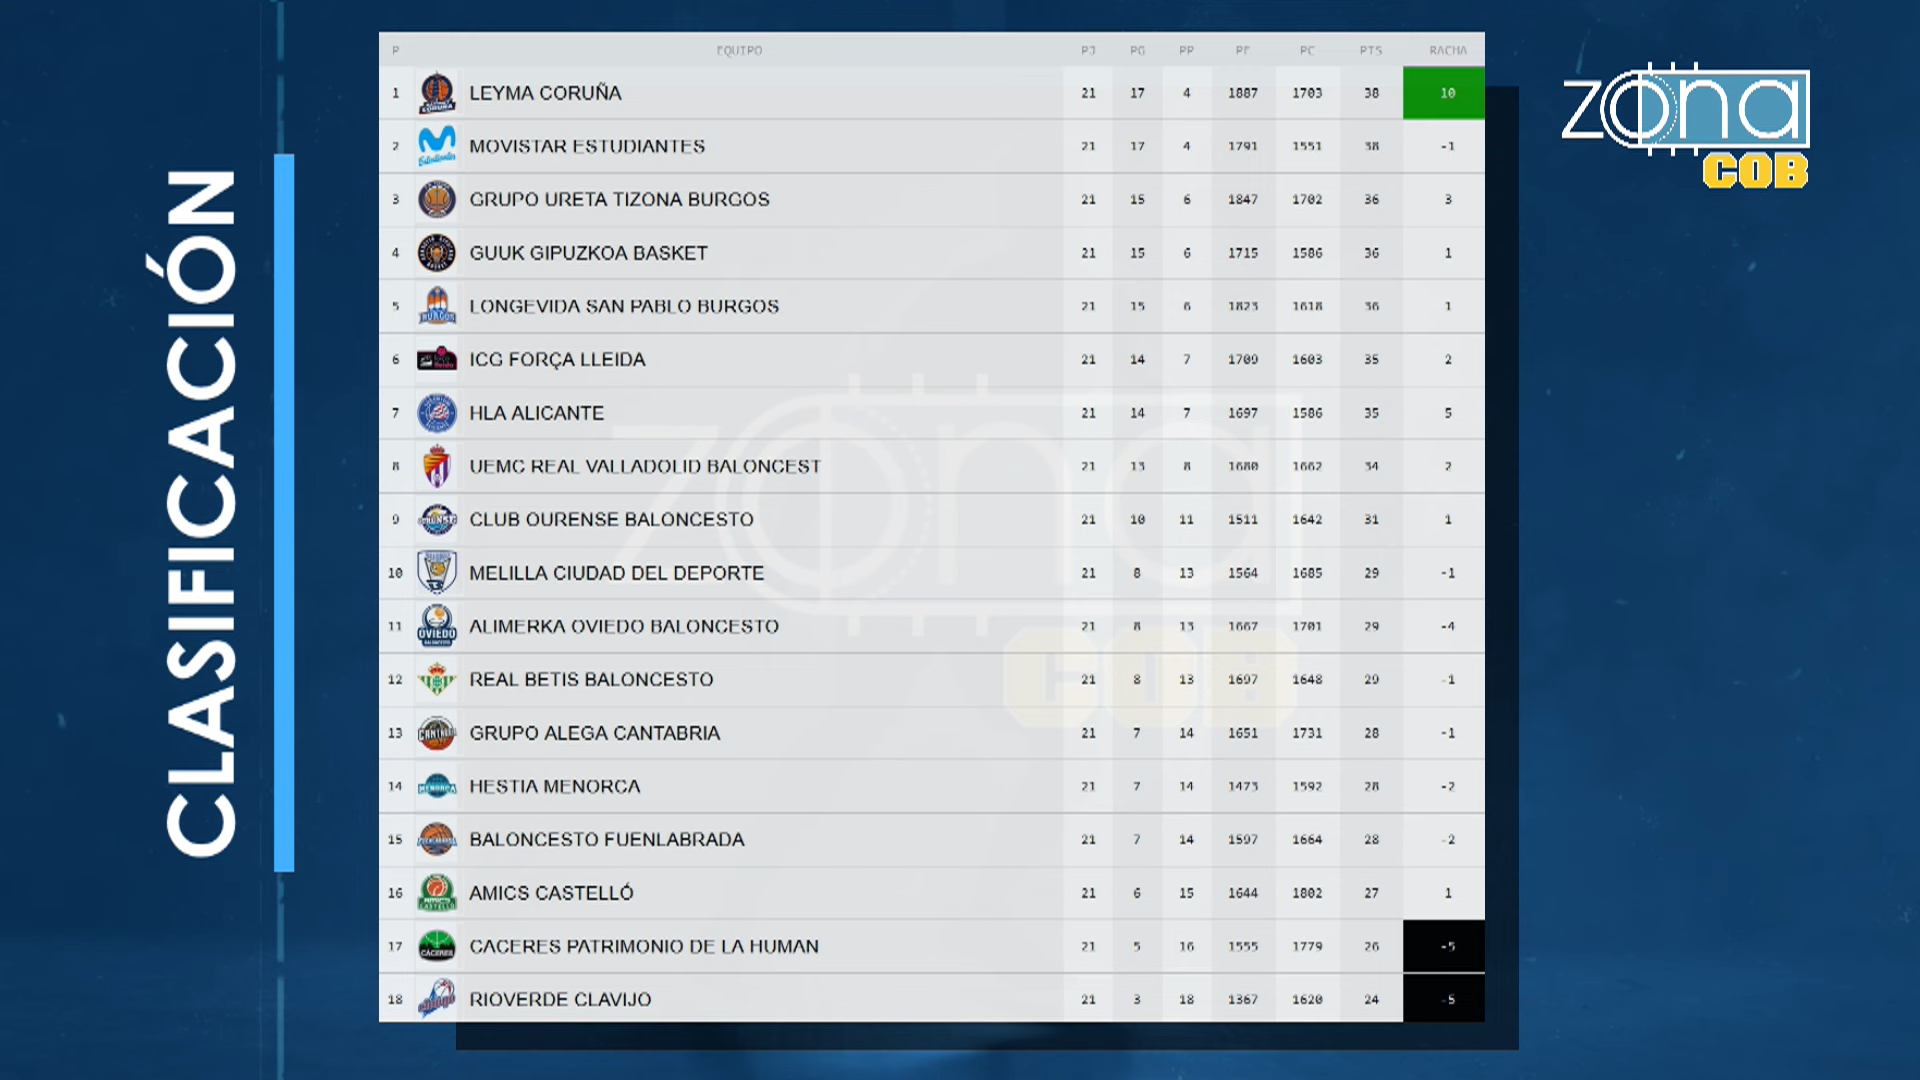 CLASIFICACIÓN
zona
COB
P EQUIPO PJ PG PP PF PC PTS RACHA
1 LEYMA CORUÑA 21 17 4 1887 1703 38 10
2 MOVISTAR ESTUDIANTES 21 17 4 1791 1551 38 -1
3 GRUPO URETA TIZONA BURGOS 21 15 6 1847 1702 36 3
4 GUUK GIPUZKOA BASKET 21 15 6 1715 1586 36 1
5 LONGEVIDA SAN PABLO BURGOS 21 15 6 1823 1618 36 1
6 ICG FORÇA LLEIDA 21 14 7 1709 1603 35 2
7 HLA ALICANTE 21 14 7 1697 1586 35 5
8 UEMC REAL VALLADOLID BALONCEST 21 13 8 1680 1662 34 2
9 CLUB OURENSE BALONCESTO 21 10 11 1511 1642 31 1
10 MELILLA CIUDAD DEL DEPORTE 21 8 13 1564 1685 29 -1
11 ALIMERKA OVIEDO BALONCESTO 21 8 13 1667 1701 29 -4
12 REAL BETIS BALONCESTO 21 8 13 1697 1648 29 -1
13 GRUPO ALEGA CANTABRIA 21 7 14 1651 1731 28 -1
14 HESTIA MENORCA 21 7 14 1473 1592 28 -2
15 BALONCESTO FUENLABRADA 21 7 14 1597 1664 28 -2
16 AMICS CASTELLÓ 21 6 15 1644 1802 27 1
17 CACERES PATRIMONIO DE LA HUMAN 21 5 16 1555 1779 26 -5
18 RIOVERDE CLAVIJO 21 3 18 1367 1620 24 -5